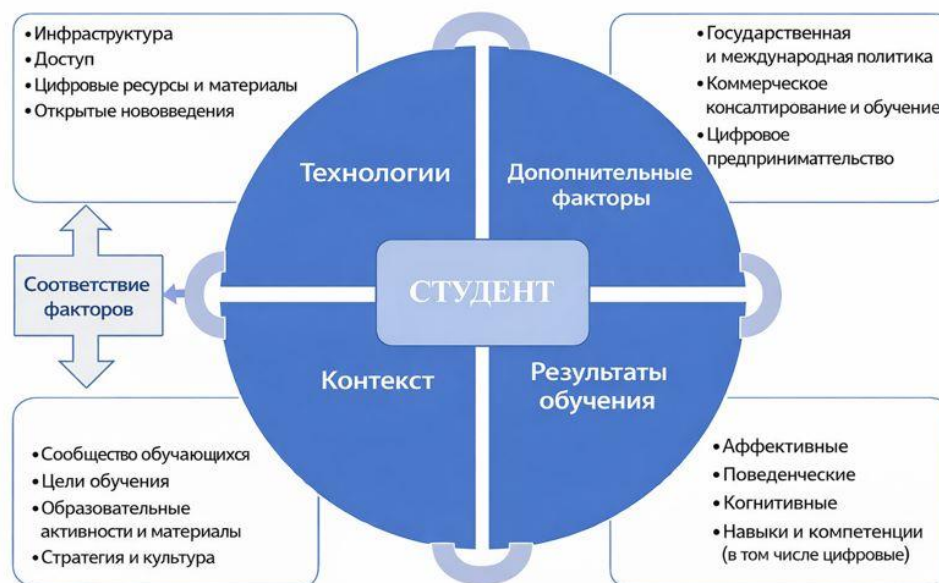 • Инфраструктура
• Доступ
• Цифровые ресурсы и материалы
• Открытые нововведения
• Государственная
и международная политика
• Коммерческое
консалтирование и обучение
• Цифровое
предприниматтельство
Технологии
Дополнительные
факторы
Соответствие
факторов
СТУДЕНТ
Контекст
Результаты
обучения
• Сообщество обучающихся
• Цели обучения
• Образовательные
активности и материалы
• Стратегия и культура
• Аффективные
• Поведенческие
• Когнитивные
• Навыки и компетенции
(в том числе цифровые)